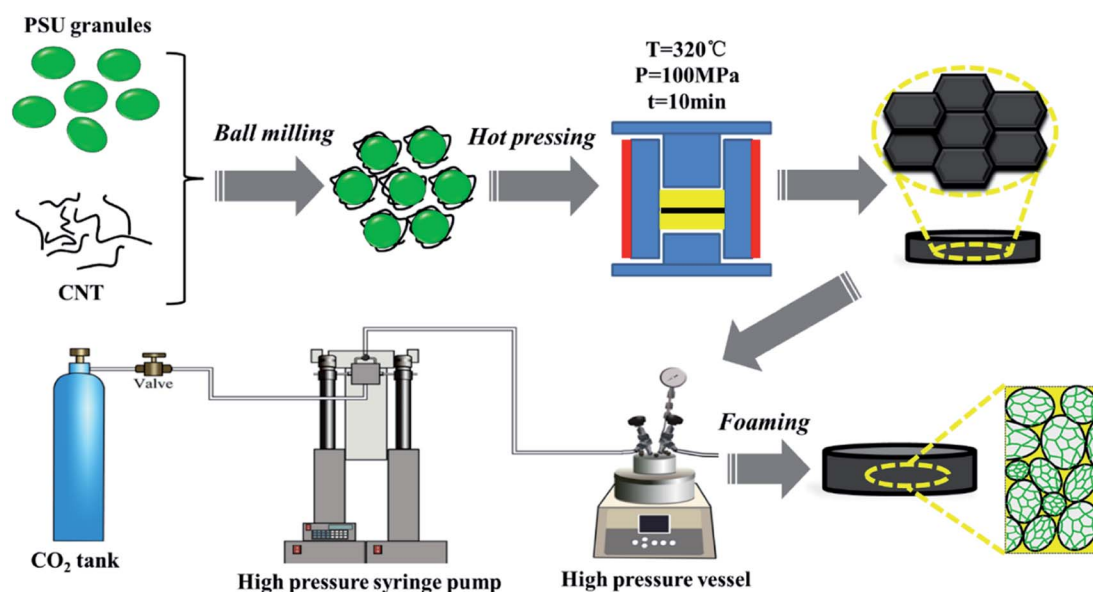 PSU granules
T=320℃
P=100MPa
t=10min
Ball milling
Hot pressing
CNT
Valve
Foaming
CO₂ tank
High pressure syringe pump
High pressure vessel